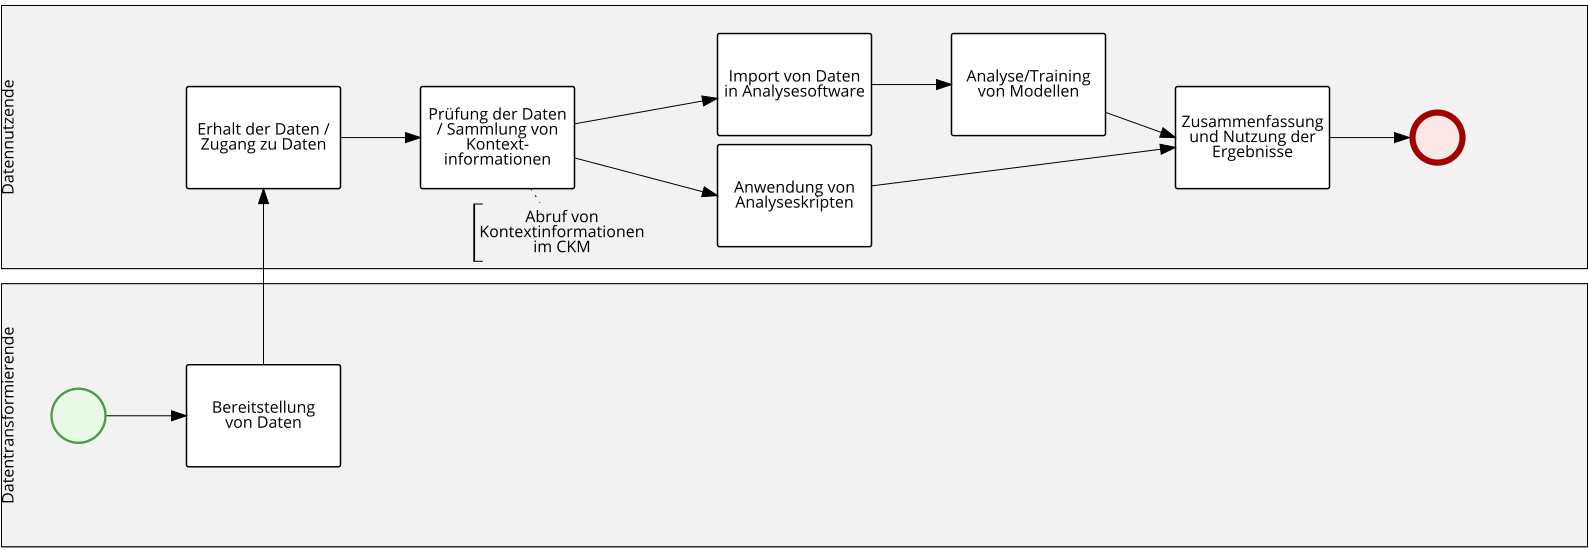 Datennutzende
Erhalt der Daten /
Zugang zu Daten
Prüfung der Daten
/ Sammlung von
Kontext-
informationen
Abruf von
Kontextinformationen
im CKM
Import von Daten
in Analysesoftware
Anwendung von
Analyseskripten
Analyse/Training
von Modellen
Zusammenfassung
und Nutzung der
Ergebnisse
Datentransformierende
Bereitstellung
von Daten